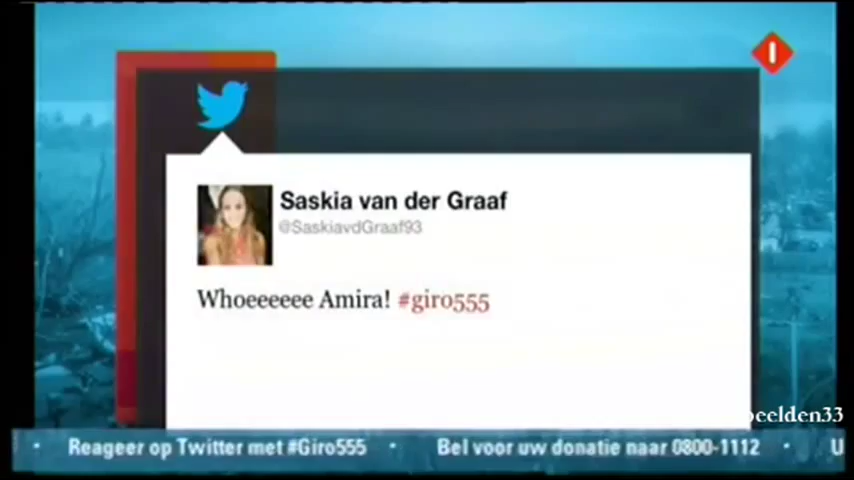 Saskia van der Graaf
@SaskiavdGraaf93
Whoeeeeee Amira! #giro555
beelden33
· Reageer op Twitter met #Giro555 · Bel voor uw donatie naar 0800-1112 · U